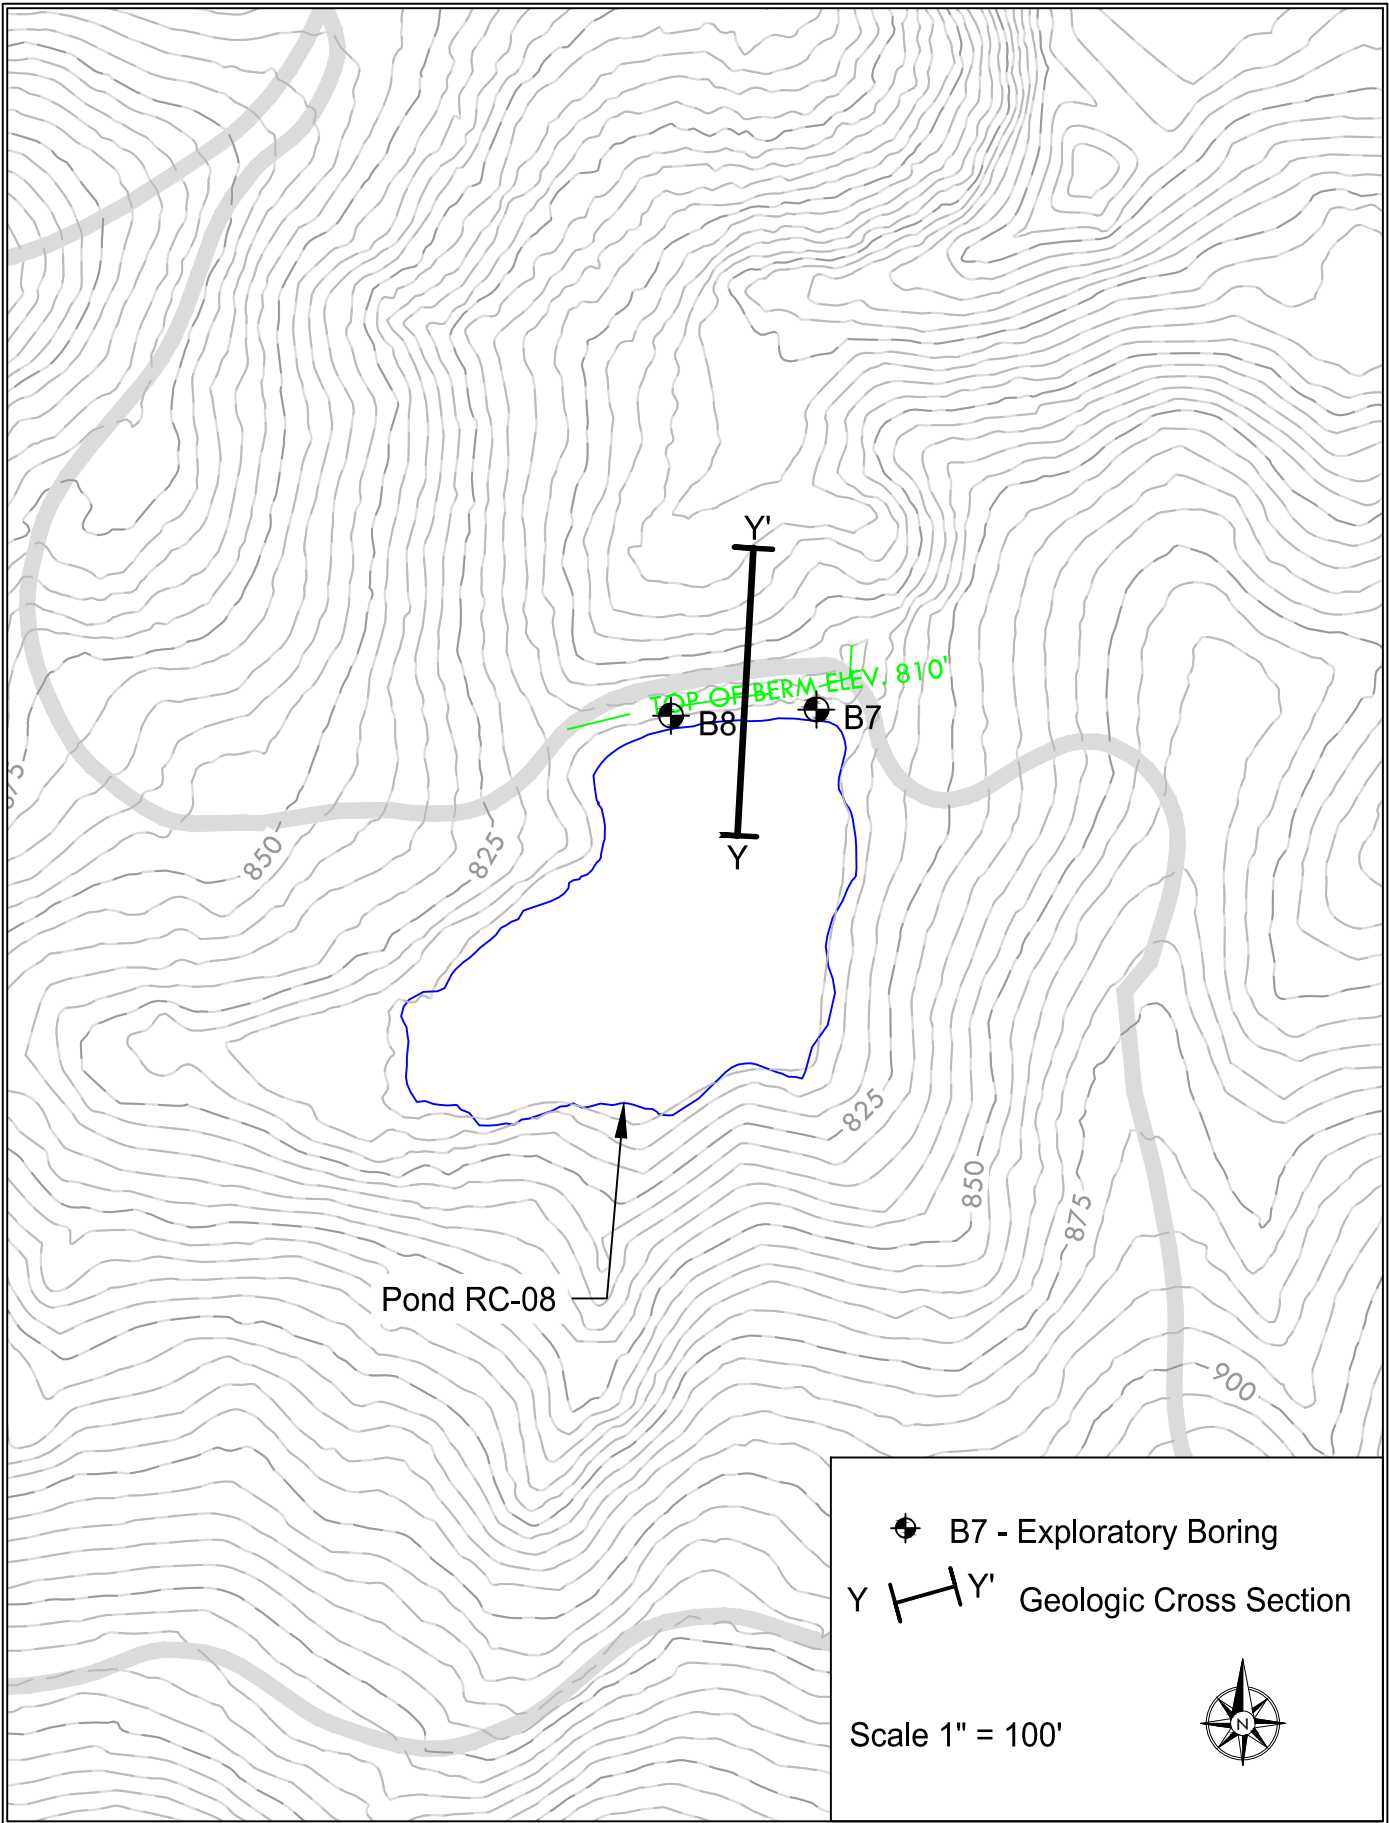 Y'
TOP OF BERM ELEV. 810'
B8
B7
Y
875
850
825
825
850
875
Pond RC-08
900
B7 - Exploratory Boring
Y Y' Geologic Cross Section
Scale 1" = 100'
N